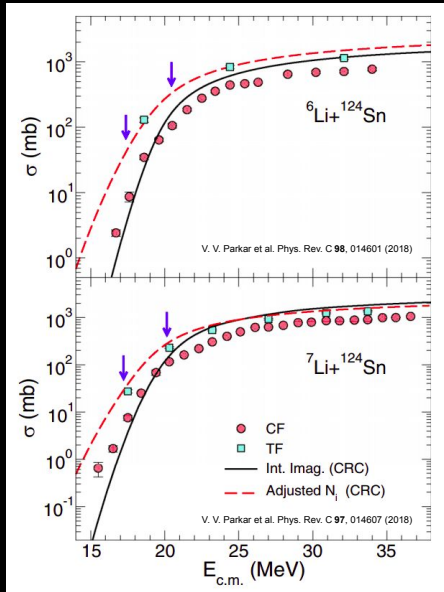 10³
10²
10¹
10⁰
σ (mb)
⁶Li+¹²⁴Sn
V. V. Parkar et al. Phys. Rev. C 98, 014601 (2018)
10³
10²
10¹
10⁰
10⁻¹
σ (mb)
⁷Li+¹²⁴Sn
CF
TF
Int. Imag. (CRC)
Adjusted Nᵢ (CRC)
V. V. Parkar et al. Phys. Rev. C 97, 014607 (2018)
15 20 25 30 35
E_c.m. (MeV)